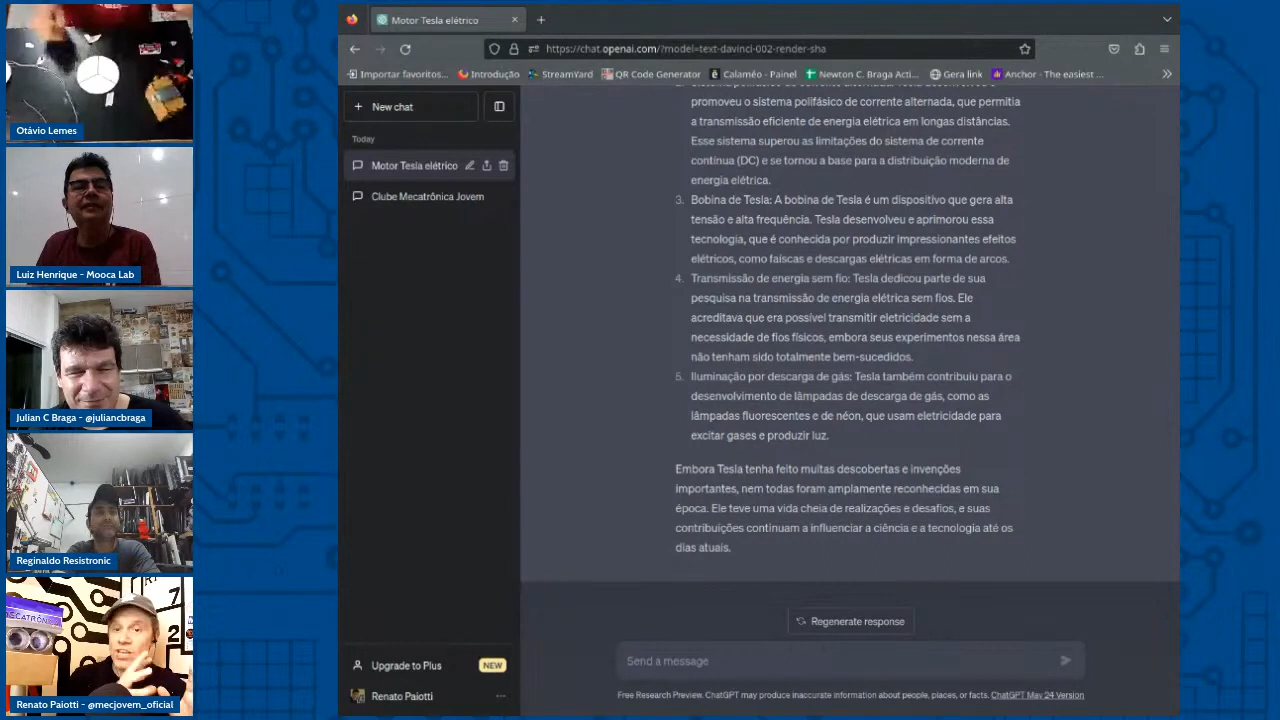 Otávio Lemes
Luiz Henrique - Mooca Lab
Julian C Braga - @juliancbraga
Reginaldo Resistronic
Renato Paiotti - @mecjovem_oficial
Motor Tesla elétrico
https://chat.openai.com/?model=text-davinci-002-render-sha
Importar favoritos...
Introdução
StreamYard
QR Code Generator
Calamêo - Painel
Newton C. Braga Acti...
Gera link
Anchor - The easiest ...
New chat
Today
Motor Tesla elétrico
Clube Mecatrônica Jovem
promoveu o sistema polifásico de corrente alternada, que permitia
a transmissão eficiente de energia elétrica em longas distâncias.
Esse sistema superou as limitações do sistema de corrente
contínua (DC) e se tornou a base para a distribuição moderna de
energia elétrica.
3. Bobina de Tesla: A bobina de Tesla é um dispositivo que gera alta
tensão e alta frequência. Tesla desenvolveu e aprimorou essa
tecnologia, que é conhecida por produzir impressionantes efeitos
elétricos, como faíscas e descargas elétricas em forma de arcos.
4. Transmissão de energia sem fio: Tesla dedicou parte de sua
pesquisa na transmissão de energia elétrica sem fios. Ele
acreditava que era possível transmitir eletricidade sem a
necessidade de fios físicos, embora seus experimentos nessa área
não tenham sido totalmente bem-sucedidos.
5. Iluminação por descarga de gás: Tesla também contribuiu para o
desenvolvimento de lâmpadas de descarga de gás, como as
lâmpadas fluorescentes e de néon, que usam eletricidade para
excitar gases e produzir luz.
Embora Tesla tenha feito muitas descobertas e invenções
importantes, nem todas foram amplamente reconhecidas em sua
época. Ele teve uma vida cheia de realizações e desafios, e suas
contribuições continuam a influenciar a ciência e a tecnologia até os
dias atuais.
Regenerate response
Send a message
Free Research Preview. ChatGPT may produce inaccurate information about people, places, or facts. ChatGPT May 24 Version
Upgrade to Plus
NEW
Renato Paiotti